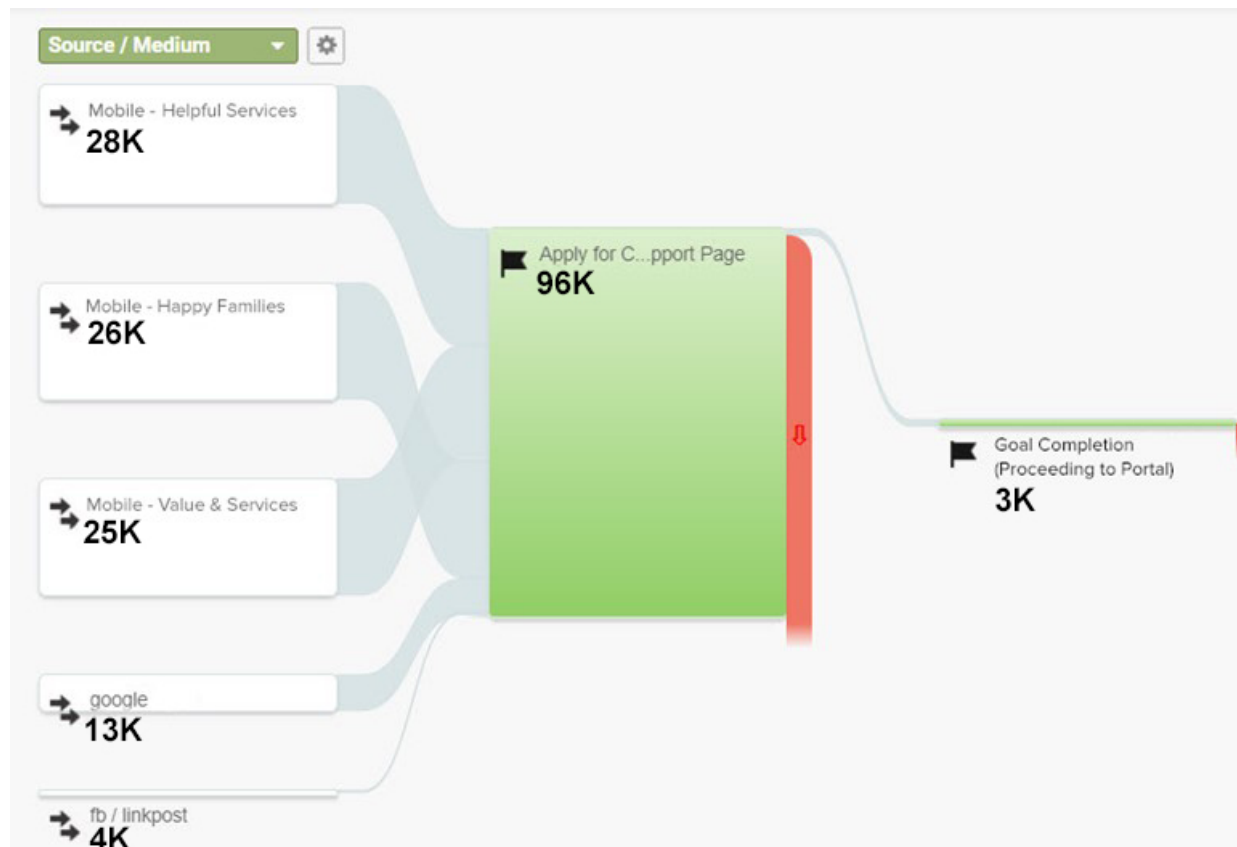 Source / Medium
Mobile - Helpful Services
28K
Mobile - Happy Families
26K
Mobile - Value & Services
25K
google
13K
fb / linkpost
4K
Apply for C...pport Page
96K
Goal Completion
(Proceeding to Portal)
3K